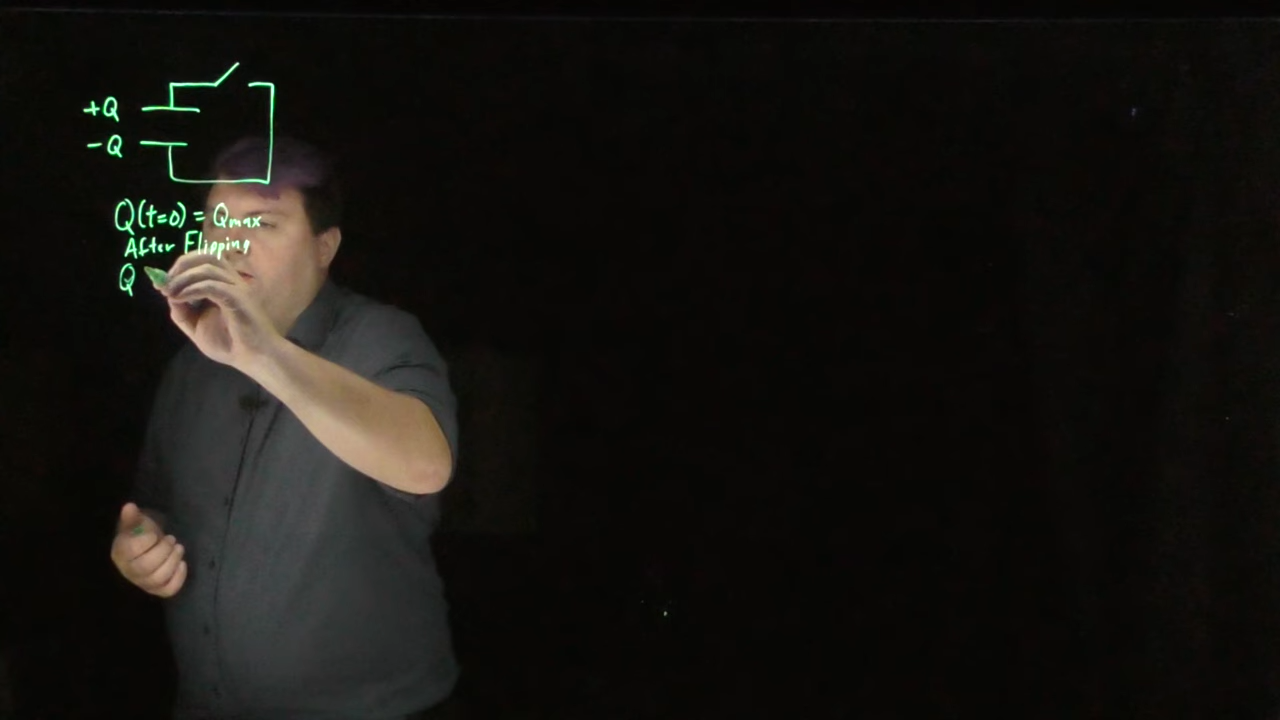 +Q
-Q
Q(t=0) = Qmax
After Flipping
Q